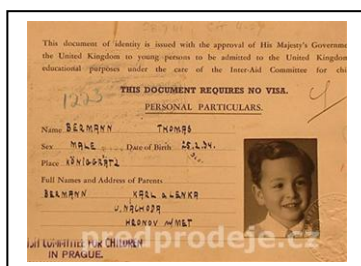 This document of identity is issued with the approval of His Majesty's Governme
the United Kingdom to young persons to be admitted to the United Kingdom
educational purposes under the care of the Inter-Aid Committee for chi
THIS DOCUMENT REQUIRES NO VISA.
1223
PERSONAL PARTICULARS.
Name BERMANN THOMAS
Sex MALE Date of Birth 25.2.34.
Place KÖNIGGRÄTZ
Full Names and Address of Parents
BERMANN KARL & LENKA
U. NACHODA
HRONOV MET
COMMITTEE FOR CHILDREN
IN PRAGUE.
predprodeje.cz